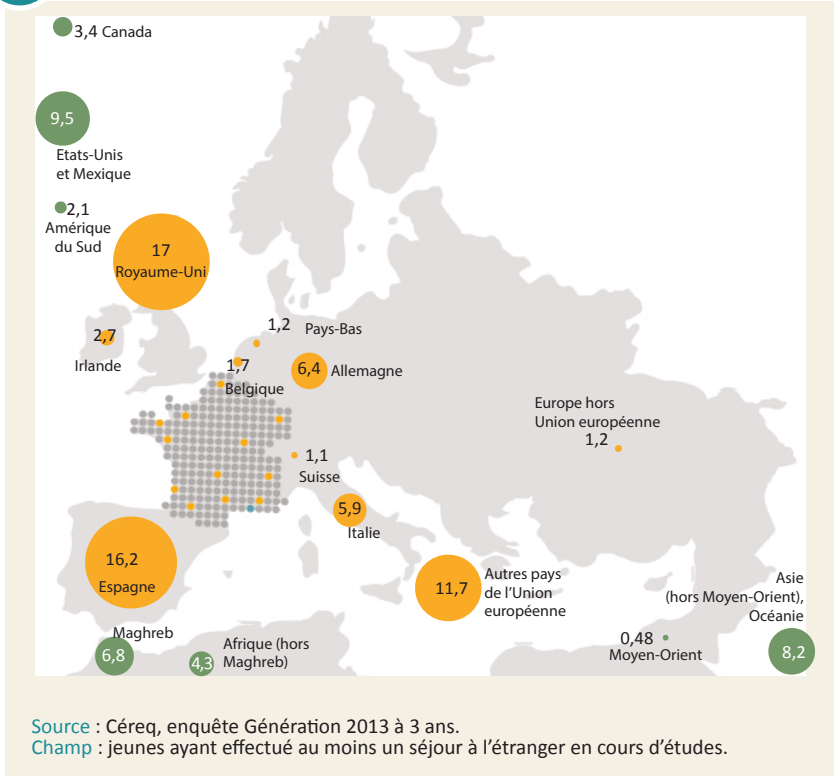 3,4 Canada
9,5
Etats-Unis
et Mexique
2,1
Amérique
du Sud
17
Royaume-Uni
2,7
Irlande
1,2 Pays-Bas
1,7
Belgique
6,4 Allemagne
Europe hors
Union européenne
1,2
1,1
Suisse
5,9
Italie
16,2
Espagne
11,7
Autres pays
de l'Union
européenne
Asie
(hors Moyen-Orient),
Océanie
8,2
Maghreb
6,8
Afrique (hors
Maghreb)
4,3
0,48
Moyen-Orient
Source : Céreq, enquête Génération 2013 à 3 ans.
Champ : jeunes ayant effectué au moins un séjour à l'étranger en cours d'études.